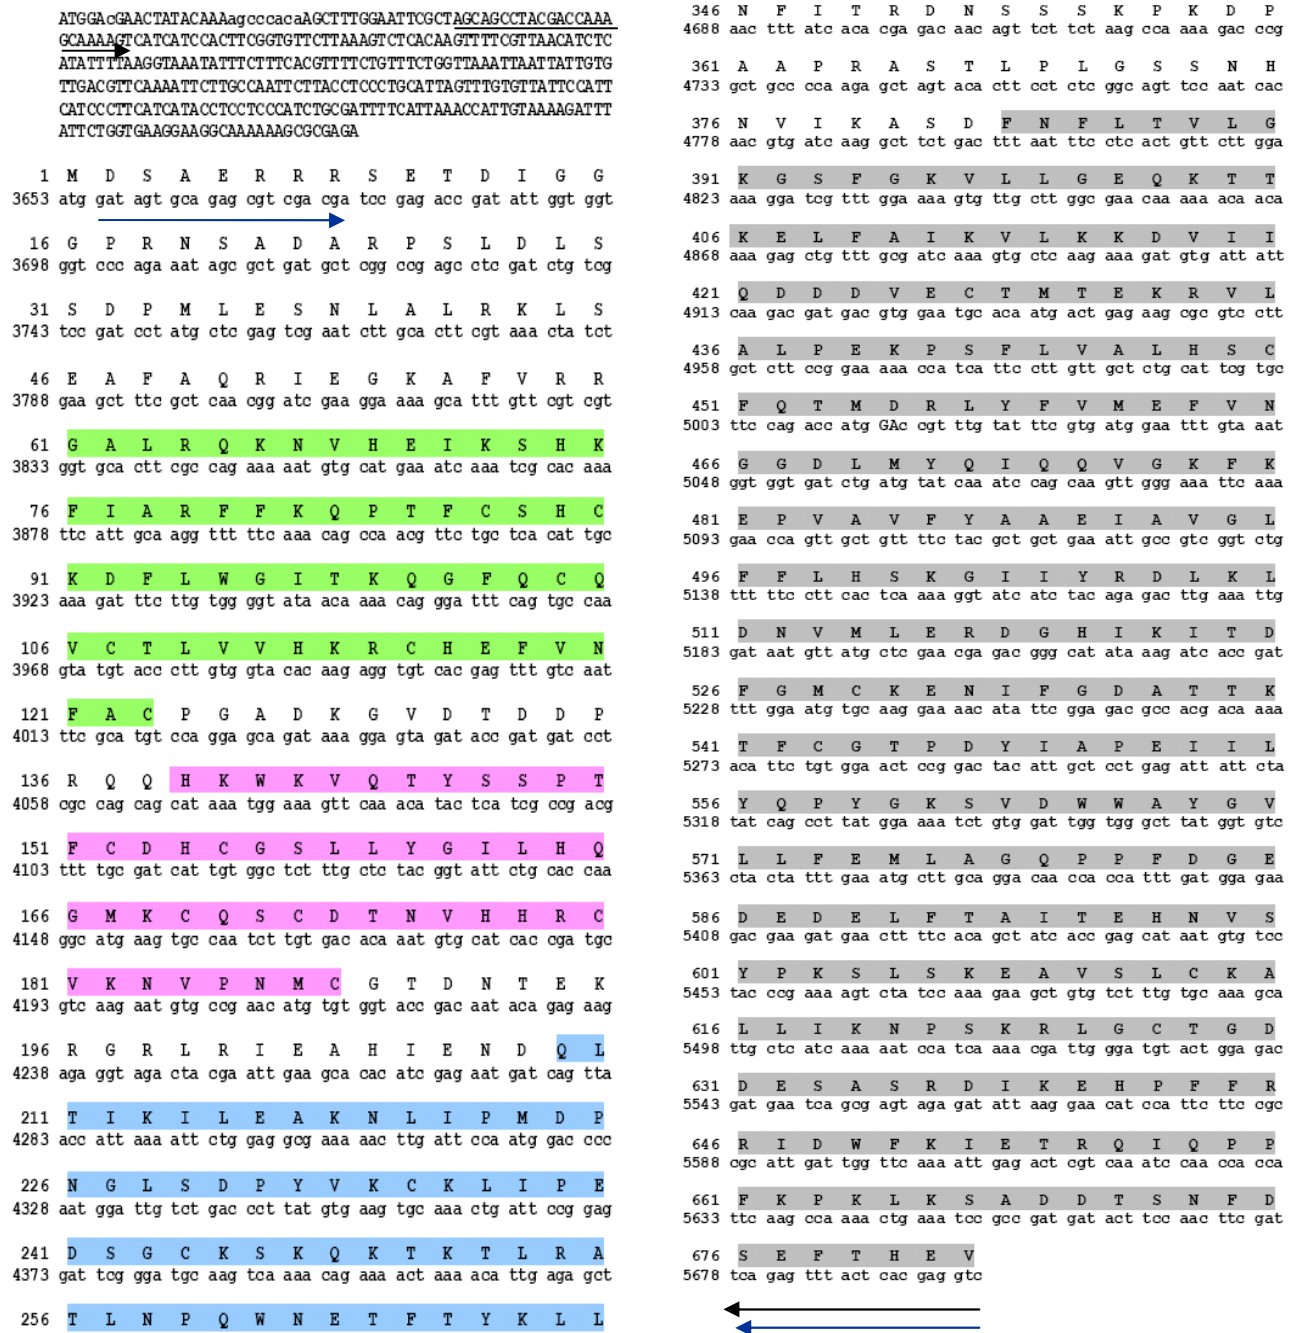 ATGGAcGAACTATACAAAagcccacaAGCTTTGGAATTCGCTAGCAGCCTACGACCAAA
GCAAAAGTCATCATCCACTTCGGTGTTCTTAAAGTCTCACAAGTTTTCGTTAACATCTC
ATATTTTAAGGTAAATATTTCTTTCACGTTTTCTGTTTCTGGTTAAATTAATTATTGTG
TTGACGTTCAAAATTCTTGCCAATTCTTACCTCCCTGCATTAGTTTGTGTTATTCCATT
CATCCCTTCATCATACCTCCTCCCATCTGCGATTTTCATTAAACCATTGTAAAAGATTT
ATTCTGGTGAAGGAAGGCAAAAAAGCGCGAGA
1 M D S A E R R R S E T D I G G
3653 atg gat agt gca gag cgt cga cga tcc gag acc gat att ggt ggt
16 G P R N S A D A R P S L D L S
3698 ggt ccc aga aat agc gct gat gct cgg ccg agc ctc gat ctg tcg
31 S D P M L E S N L A L R K L S
3743 tcc gat cct atg ctc gag tcg aat ctt gca ctt cgt aaa cta tct
46 E A F A Q R I E G K A F V R R
3788 gaa gct ttc gct caa cgg atc gaa gga aaa gca ttt gtt cgt cgt
61 G A L R Q K N V H E I K S H K
3833 ggt gca ctt cgc cag aaa aat gtg cat gaa atc aaa tcg cac aaa
76 F I A R F F K Q P T F C S H C
3878 ttc att gca agg ttt ttc aaa cag cca acg ttc tgc tca cat tgc
91 K D F L W G I T K Q G F Q C Q
3923 aaa gat ttc ttg tgg ggt ata aca aaa cag gga ttt cag tgc caa
106 V C T L V V H K R C H E F V N
3968 gta tgt acc ctt gtg gta cac aag agg tgt cac gag ttt gtc aat
121 F A C P G A D K G V D T D D P
4013 ttc gca tgt cca gga gca gat aaa gga gta gat acc gat gat cct
136 R Q Q H K W K V Q T Y S S P T
4058 cgc cag cag cat aaa tgg aaa gtt caa aca tac tca tcg ccg acg
151 F C D H C G S L L Y G I L H Q
4103 ttt tgc gat cat tgt ggc tct ttg ctc tac ggt att ctg cac caa
166 G M K C Q S C D T N V H H R C
4148 ggc atg aag tgc caa tct tgt gac aca aat gtg cat cac cga tgc
181 V K N V P N M C G T D N T E K
4193 gtc aag aat gtg ccg aac atg tgt ggt acc gac aat aca gag aag
196 R G R L R I E A H I E N D Q L
4238 aga ggt aga cta cga att gaa gca cac atc gag aat gat cag tta
211 T I K I L E A K N L I P M D P
4283 acc att aaa att ctg gag gcg aaa aac ttg att cca atg gac ccc
226 N G L S D P Y V K C K L I P E
4328 aat gga ttg tct gac cct tat gtg aag tgc aaa ctg att ccg gag
241 D S G C K S K Q K T K T L R A
4373 gat tcg gga tgc aag tca aaa cag aaa act aaa aca ttg aga gct
256 T L N P Q W N E T F T Y K L L
346 N F I T R D N S S S K P K D P
4688 aac ttt atc aca cga gac aac agt tct tct aag cca aaa gac ccg
361 A A P R A S T L P L G S S N H
4733 gct gcc cca aga gct agt aca ctt cct ctc ggc agt tcc aat cac
376 N V I K A S D F N F L T V L G
4778 aac gtg atc aag gct tct gac ttt aat ttc ctc act gtt ctt gga
391 K G S F G K V L L G E Q K T T
4823 aaa gga tcg ttt gga aaa gtg ttg ctt ggc gaa caa aaa aca aca
406 K E L F A I K V L K K D V I I
4868 aaa gag ctg ttt gcg atc aaa gtg ctc aag aaa gat gtg att att
421 Q D D D V E C T M T E K R V L
4913 caa gac gat gac gtg gaa tgc aca atg act gag aag cgc gtc ctt
436 A L P E K P S F L V A L H S C
4958 gct ctt ccg gaa aaa cca tca ttc ctt gtt gct ctg cat tcg tgc
451 F Q T M D R L Y F V M E F V N
5003 ttc cag acc atg GAc cgt ttg tat ttc gtg atg gaa ttt gta aat
466 G G D L M Y Q I Q Q V G K F K
5048 ggt ggt gat ctg atg tat caa atc cag caa gtt ggg aaa ttc aaa
481 E P V A V F Y A A E I A V G L
5093 gaa cca gtt gct gtt ttc tac gct gct gaa att gcc gtc ggt ctg
496 F F L H S K G I I Y R D L K L
5138 ttt ttc ctt cac tca aaa ggt atc atc tac aga gac ttg aaa ttg
511 D N V M L E R D G H I K I T D
5183 gat aat gtt atg ctc gaa cga gac ggg cat ata aag atc acc gat
526 F G M C K E N I F G D A T T K
5228 ttt gga atg tgc aag gaa aac ata ttc gga gac gcc acg aca aaa
541 T F C G T P D Y I A P E I I L
5273 aca ttc tgt gga act ccg gac tac att gct cct gag att att cta
556 Y Q P Y G K S V D W W A Y G V
5318 tat cag cct tat gga aaa tct gtg gat tgg tgg gct tat ggt gtc
571 L L F E M L A G Q P P F D G E
5363 cta cta ttt gaa atg ctt gca gga caa cca cca ttt gat gga gaa
586 D E D E L F T A I T E H N V S
5408 gac gaa gat gaa ctt ttc aca gct atc acc gag cat aat gtg tcc
601 Y P K S L S K E A V S L C K A
5453 tac ccg aaa agt cta tcc aaa gaa gct gtg tct ttg tgc aaa gca
616 L L I K N P S K R L G C T G D
5498 ttg ctc atc aaa aat cca tca aaa cga ttg gga tgt act gga gac
631 D E S A S R D I K E H P F F R
5543 gat gaa tca gcg agt aga gat att aag gaa cat cca ttc ttc cgc
646 R I D W F K I E T R Q I Q P P
5588 cgc att gat tgg ttc aaa att gag act cgt caa atc caa cca cca
661 F K P K L K S A D D T S N F D
5633 ttc aag cca aaa ctg aaa tcc gcc gat gat act tcc aac ttc gat
676 S E F T H E V
5678 tca gag ttt act cac gag gtc